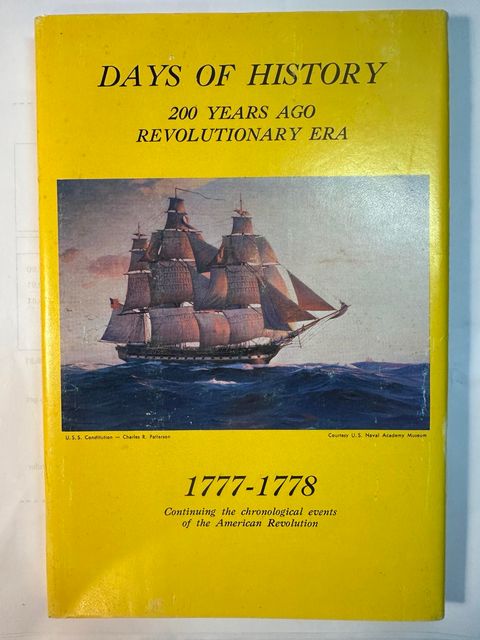 DAYS OF HISTORY
200 YEARS AGO
REVOLUTIONARY ERA
U.S.S. Constitution — Charles R. Patterson
Courtesy U.S. Naval Academy Museum
1777-1778
Continuing the chronological events
of the American Revolution